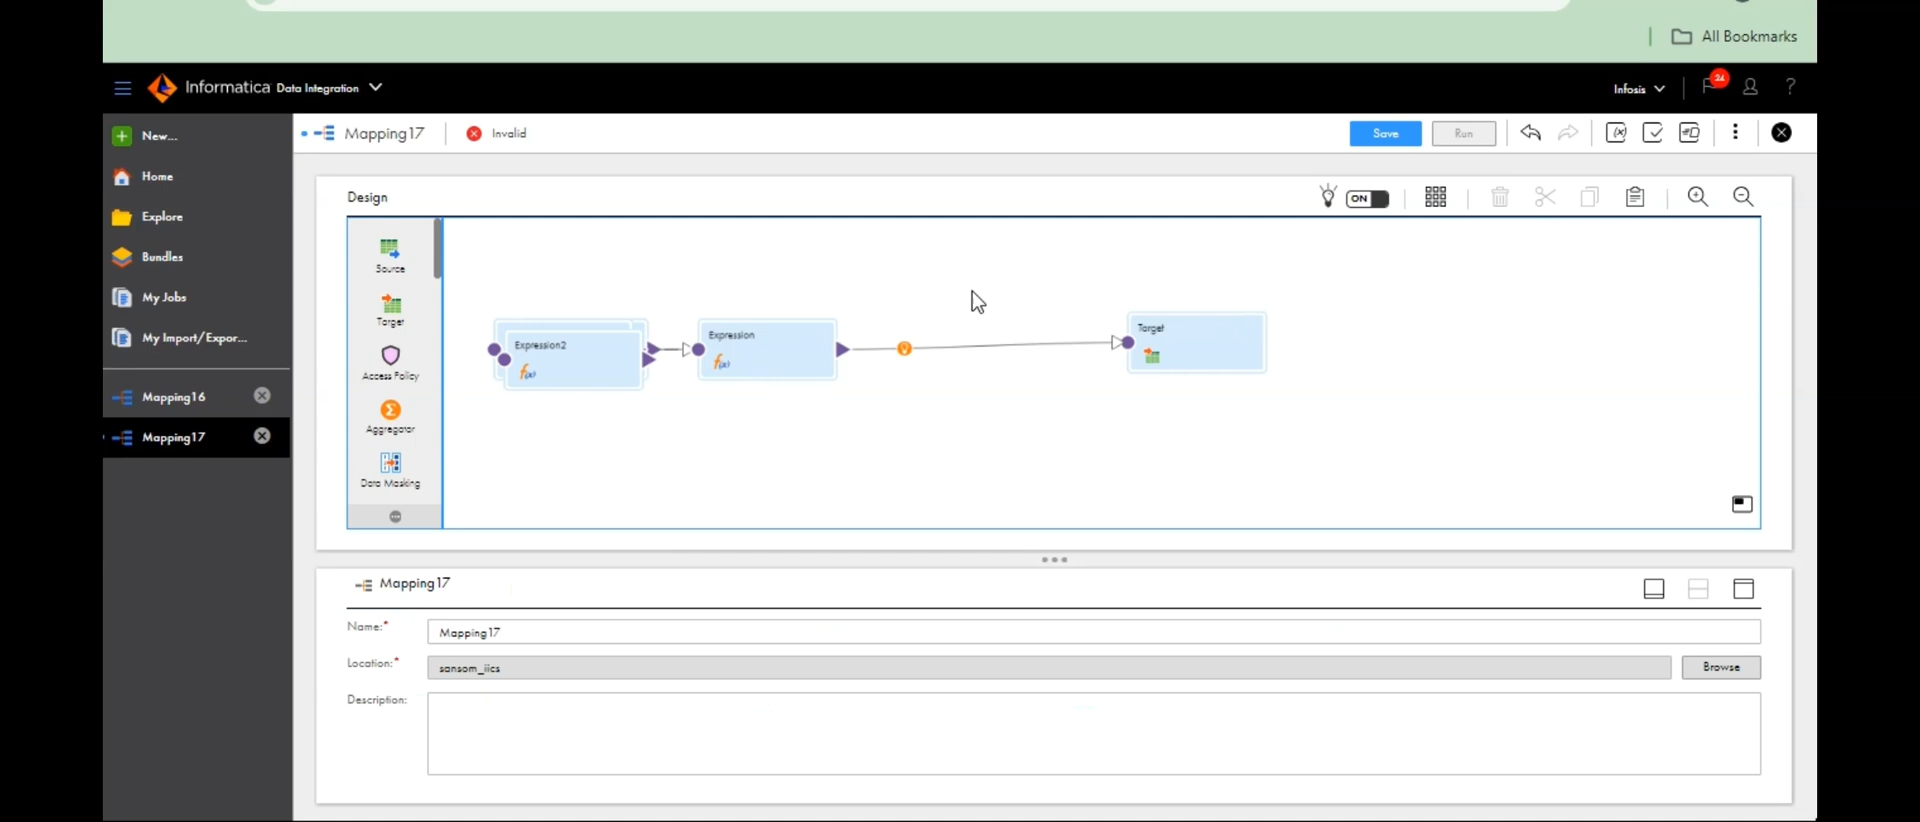 All Bookmarks
Informatica Data Integration
Infosis
24
?
New...
Mapping17
Invalid
Save
Run
Home
Explore
Bundles
My Jobs
My Import/Expor...
Mapping16
Mapping17
Design
ON
Source
Target
Access Policy
Aggregator
Data Masking
Expression2
f(x)
Expression
f(x)
Target
Mapping17
Name:*
Mapping17
Location:*
sansom_iics
Browse
Description: